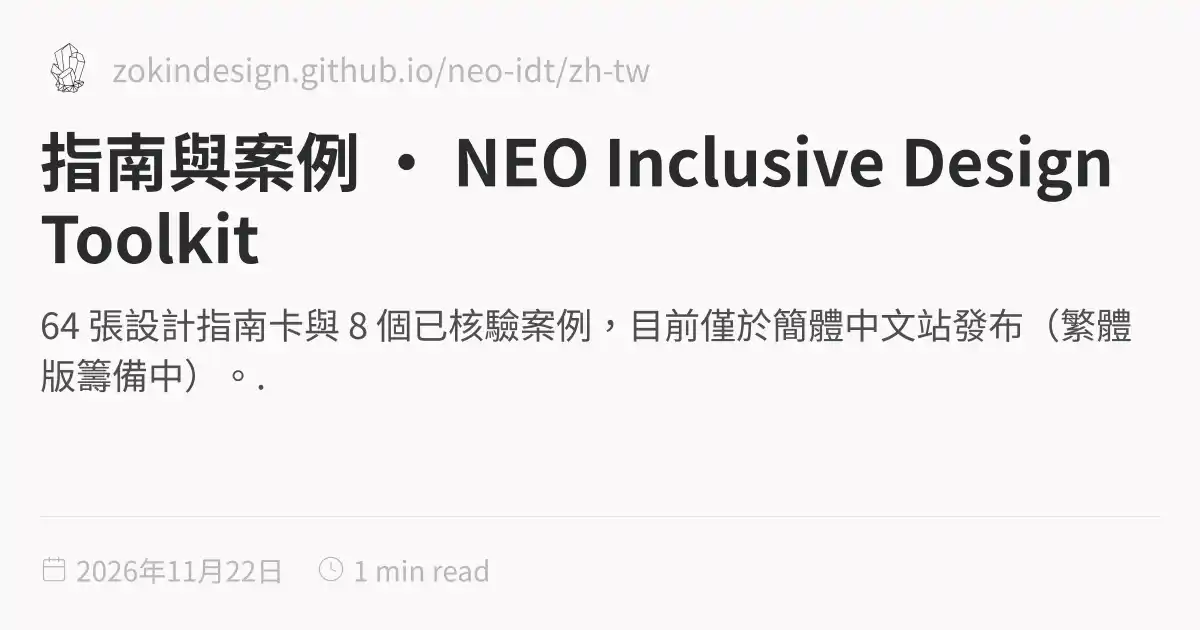 zokindesign.github.io/neo-idt/zh-tw
指南與案例 · NEO Inclusive Design
Toolkit
64 張設計指南卡與 8 個已核驗案例，目前僅於簡體中文站發布（繁體
版籌備中）。.
2026年11月22日 1 min read